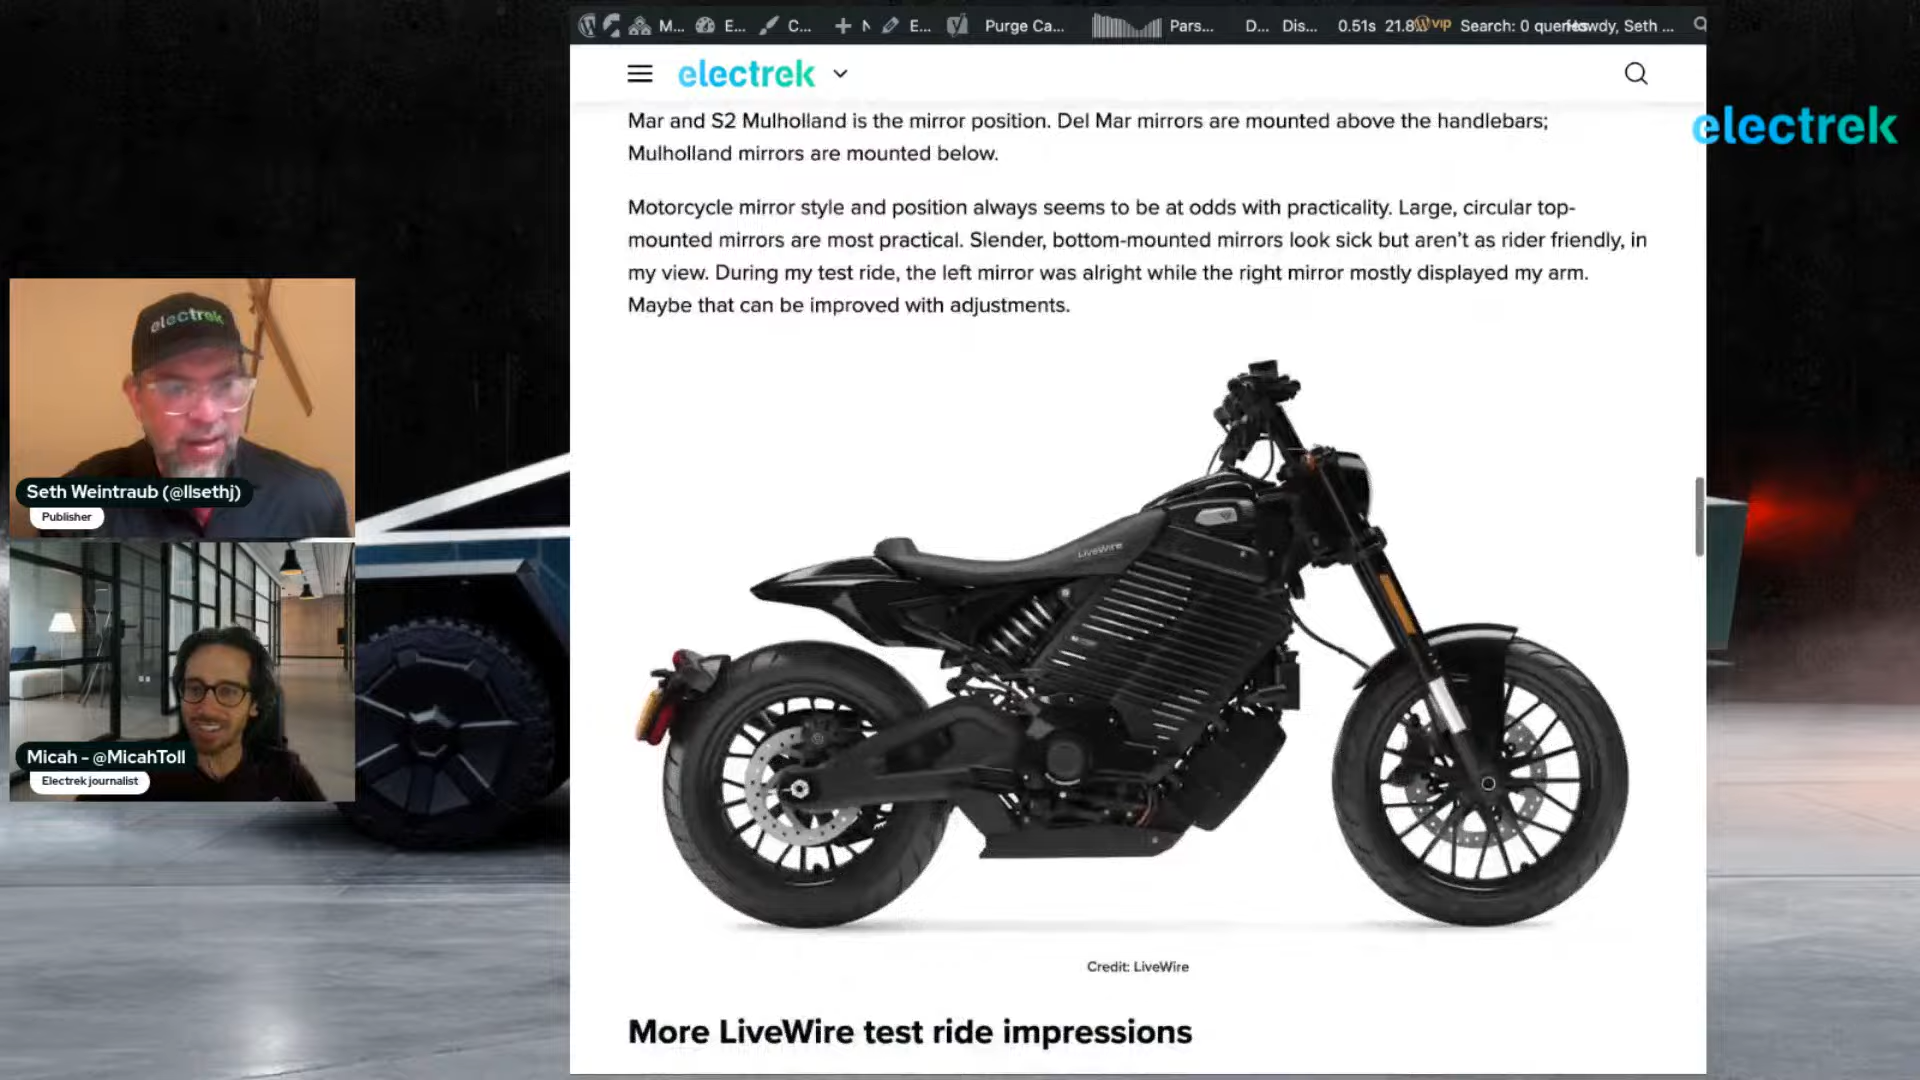 M... E... C... N E... Purge Ca... Pars... D... Dis... 0.51s 21.8 vip Search: 0 queries Howdy, Seth ...
electrek
electrek
Mar and S2 Mulholland is the mirror position. Del Mar mirrors are mounted above the handlebars;
Mulholland mirrors are mounted below.
Motorcycle mirror style and position always seems to be at odds with practicality. Large, circular top-
mounted mirrors are most practical. Slender, bottom-mounted mirrors look sick but aren't as rider friendly, in
my view. During my test ride, the left mirror was alright while the right mirror mostly displayed my arm.
Maybe that can be improved with adjustments.
electrek
Seth Weintraub (@llsethj)
Publisher
Micah - @MicahToll
Electrek journalist
LiveWire
Credit: LiveWire
More LiveWire test ride impressions